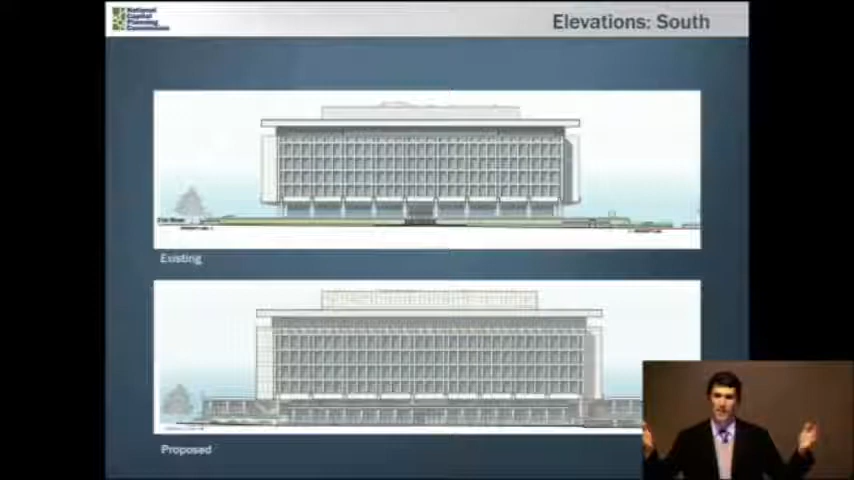 National
Capital
Planning
Commission
Elevations: South
Existing
Proposed